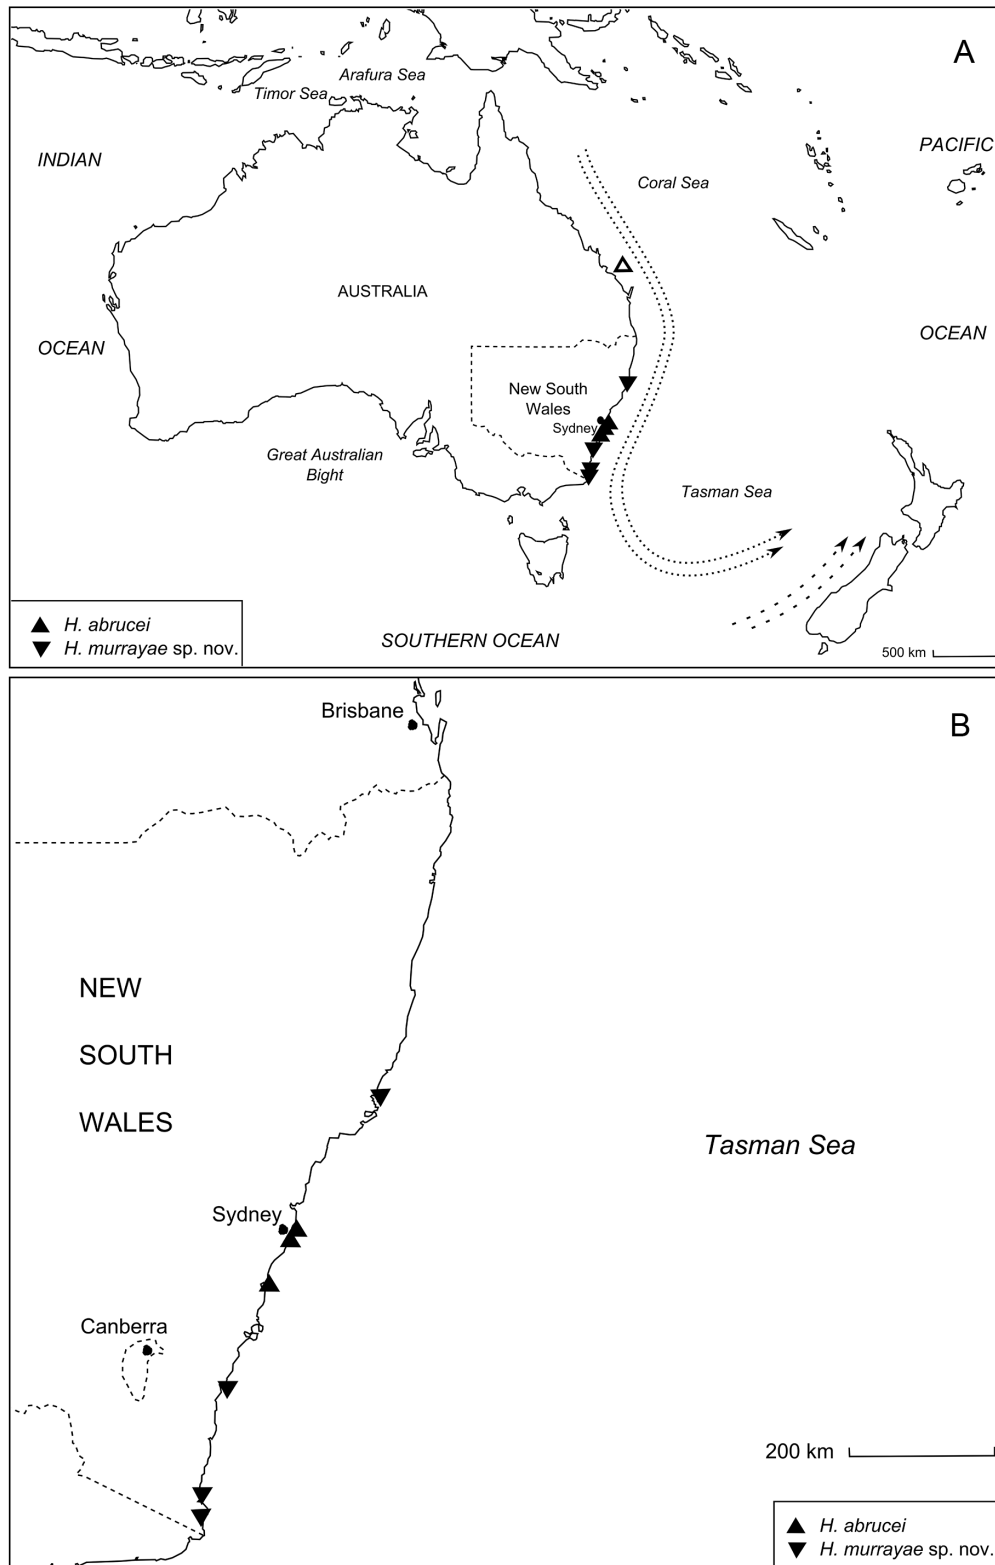 A
Arafura Sea
Timor Sea
INDIAN
PACIFIC
Coral Sea
AUSTRALIA
OCEAN
OCEAN
New South
Wales
Sydney
Great Australian
Bight
Tasman Sea
H. abrucei
H. murrayae sp. nov.
SOUTHERN OCEAN
500 km
Brisbane
B
NEW
SOUTH
WALES
Tasman Sea
Sydney
Canberra
200 km
H. abrucei
H. murrayae sp. nov.